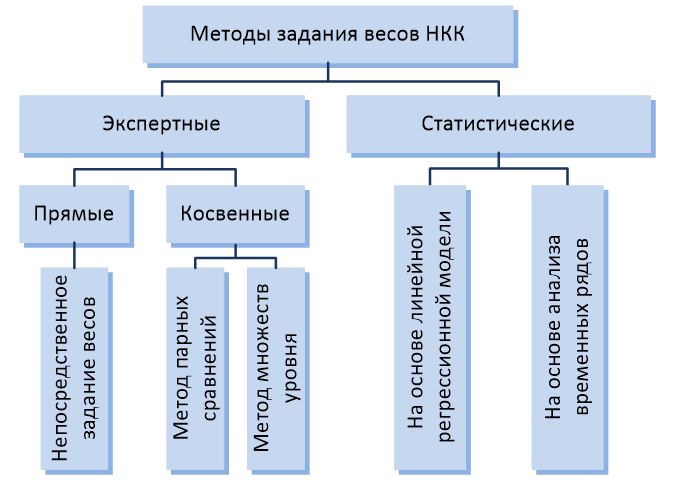 Методы задания весов НКК
Экспертные
Статистические
Прямые
Косвенные
Непосредственное
задание весов
Метод парных
сравнений
Метод множеств
уровня
На основе линейной
регрессионной модели
На основе анализа
временных рядов